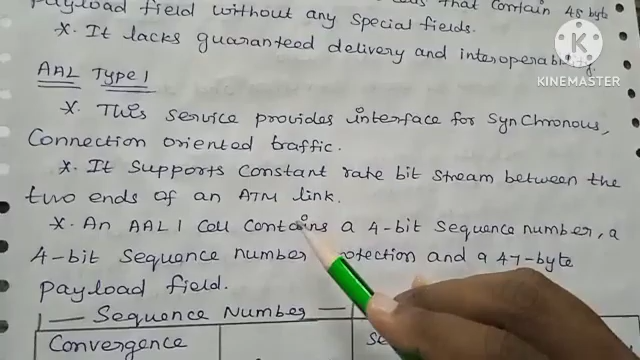 payload field without any special fields.
* It lacks guaranteed delivery and interoperability.
KINEMASTER
AAL Type 1
* This service provides interface for synchronous,
Connection oriented traffic.
* It supports constant rate bit stream between the
two ends of an ATM link.
* An AAL 1 cell contains a 4-bit sequence number, a
4-bit sequence number and a 47-byte
payload field.
Sequence Number
Convergence